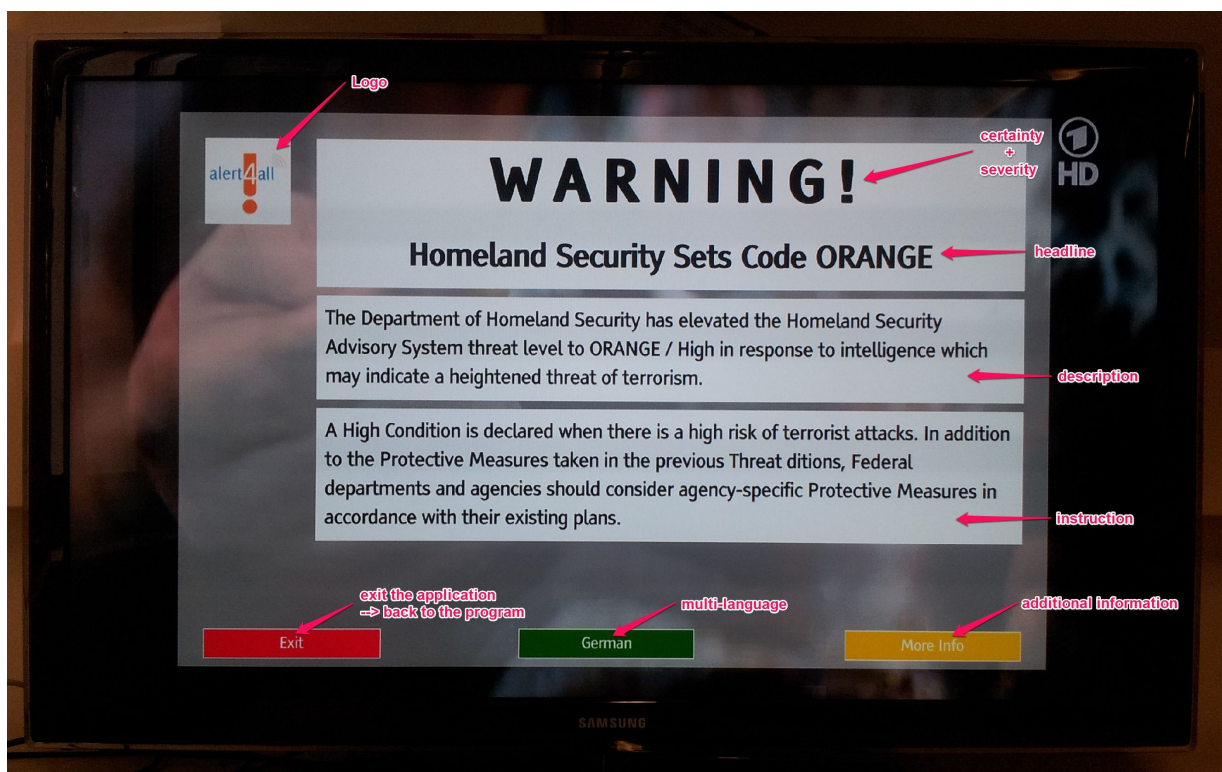 Logo
alert4all
WARNING!
certainty
+
severity
1
HD
Homeland Security Sets Code ORANGE
headline
The Department of Homeland Security has elevated the Homeland Security
Advisory System threat level to ORANGE / High in response to intelligence which
may indicate a heightened threat of terrorism.
description
A High Condition is declared when there is a high risk of terrorist attacks. In addition
to the Protective Measures taken in the previous Threat ditions, Federal
departments and agencies should consider agency-specific Protective Measures in
accordance with their existing plans.
instruction
exit the application
--> back to the program
multi-language
additional information
Exit
German
More Info
SAMSUNG